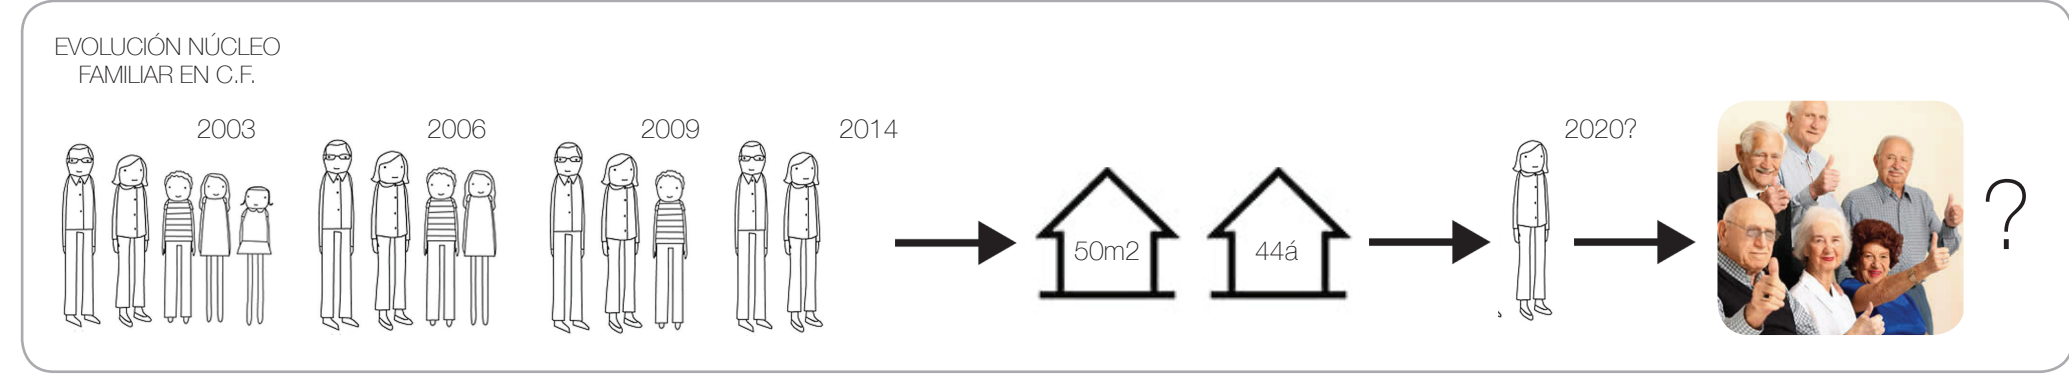 EVOLUCIÓN NÚCLEO
FAMILIAR EN C.F.
2003
2006
2009
2014
50m2
44á
2020?
?